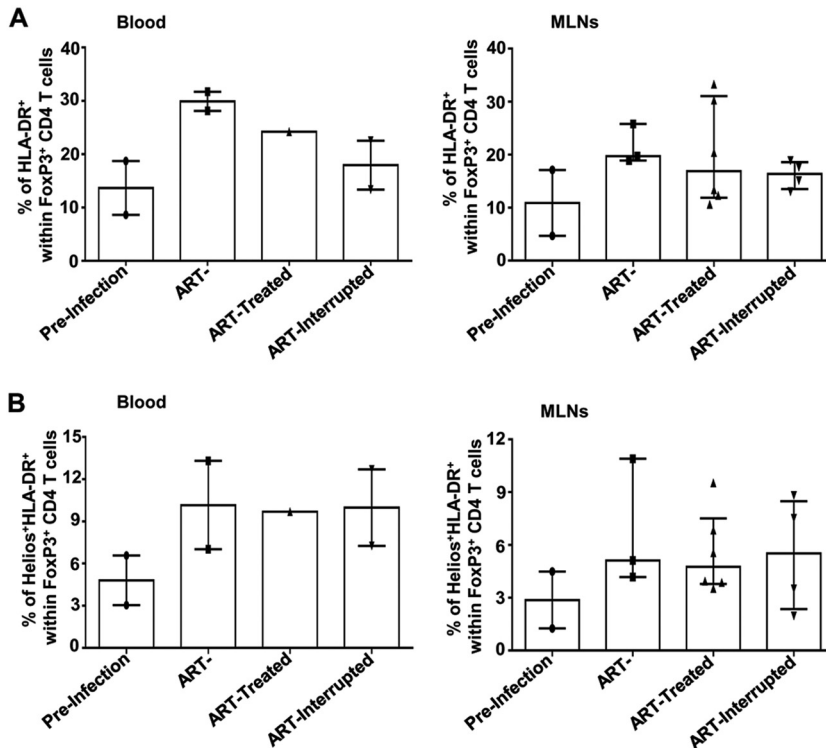 A
Blood
% of HLA-DR⁺
within FoxP3⁺ CD4 T cells
40
30
20
10
0
Pre-Infection
ART-
ART-Treated
ART-Interrupted
MLNs
% of HLA-DR⁺
within FoxP3⁺ CD4 T cells
40
30
20
10
0
Pre-Infection
ART-
ART-Treated
ART-Interrupted
B
Blood
% of Helios⁺HLA-DR⁺
within FoxP3⁺ CD4 T cells
15
12
9
6
3
0
Pre-Infection
ART-
ART-Treated
ART-Interrupted
MLNs
% of Helios⁺HLA-DR⁺
within FoxP3⁺ CD4 T cells
12
9
6
3
0
Pre-Infection
ART-
ART-Treated
ART-Interrupted